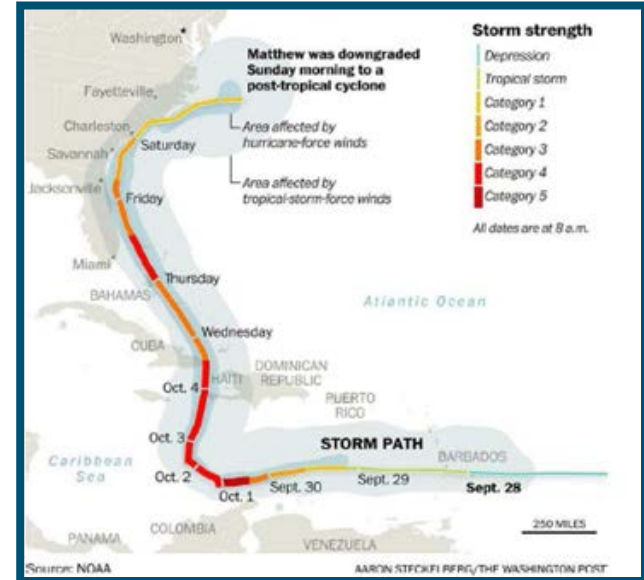 Washington
Matthew was downgraded
Sunday morning to a
post-tropical cyclone
Storm strength
Depression
Tropical storm
Category 1
Category 2
Category 3
Category 4
Category 5
All dates are at 8 a.m.
Fayetteville
Charleston
Savannah
Jacksonville
Miami
Saturday
Area affected by
hurricane-force winds
Area affected by
tropical-storm-force winds
Friday
Thursday
BAHAMAS
Atlantic Ocean
Wednesday
CUBA
HAITI
DOMINICAN
REPUBLIC
Oct. 4
PUERTO
RICO
Oct. 3
STORM PATH
Caribbean
Sea
BARBADOS
Oct. 2
Oct. 1
Sept. 30
Sept. 29
Sept. 28
250 MILES
PANAMA
COLOMBIA
VENEZUELA
Source: NOAA
AARON STECKELBERG/THE WASHINGTON POST